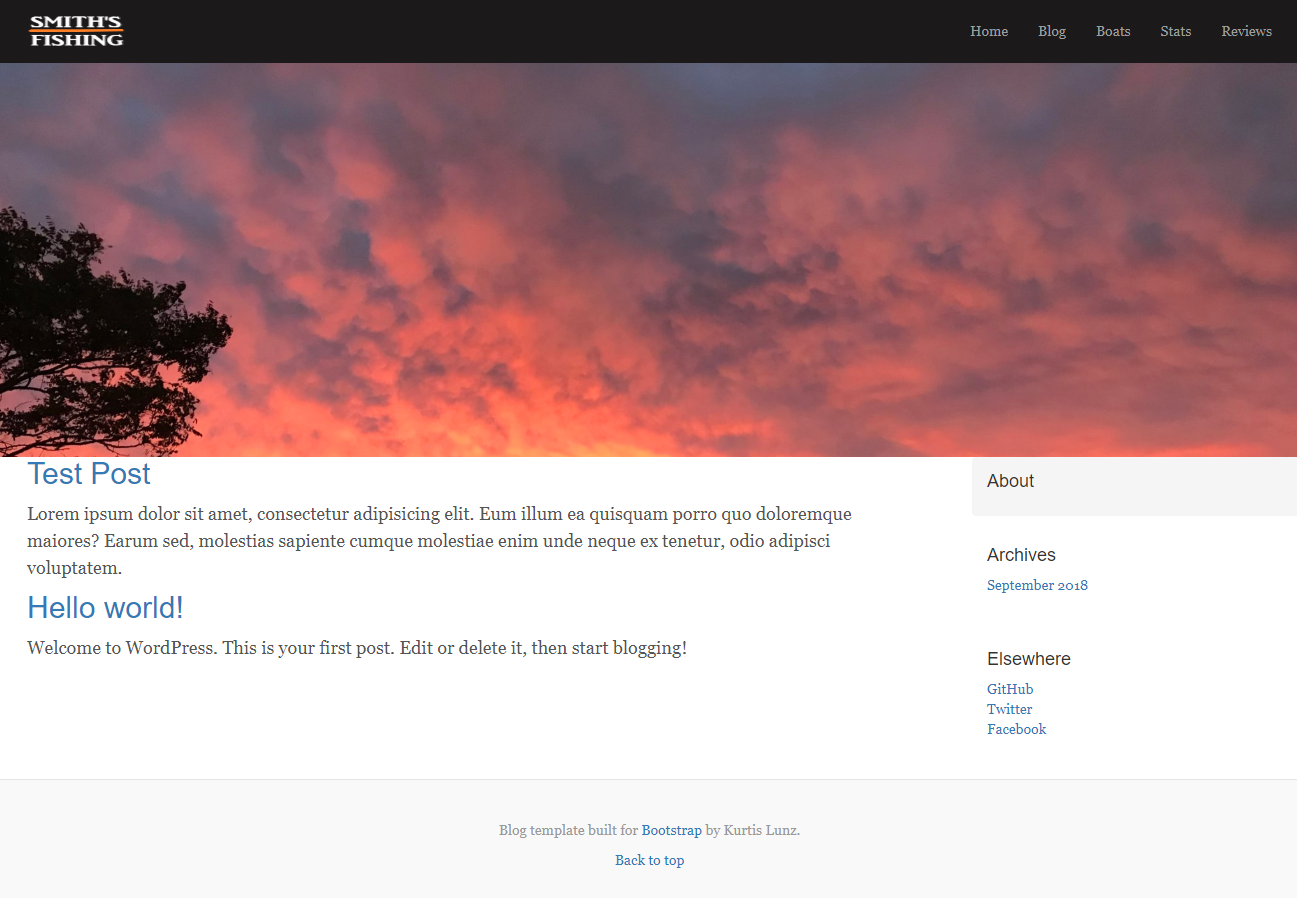 SMITH'S
FISHING
Home Blog Boats Stats Reviews
Test Post
Lorem ipsum dolor sit amet, consectetur adipisicing elit. Eum illum ea quisquam porro quo doloremque
maiores? Earum sed, molestias sapiente cumque molestiae enim unde neque ex tenetur, odio adipisci
voluptatem.
Hello world!
Welcome to WordPress. This is your first post. Edit or delete it, then start blogging!
About
Archives
September 2018
Elsewhere
GitHub
Twitter
Facebook
Blog template built for Bootstrap by Kurtis Lunz.
Back to top